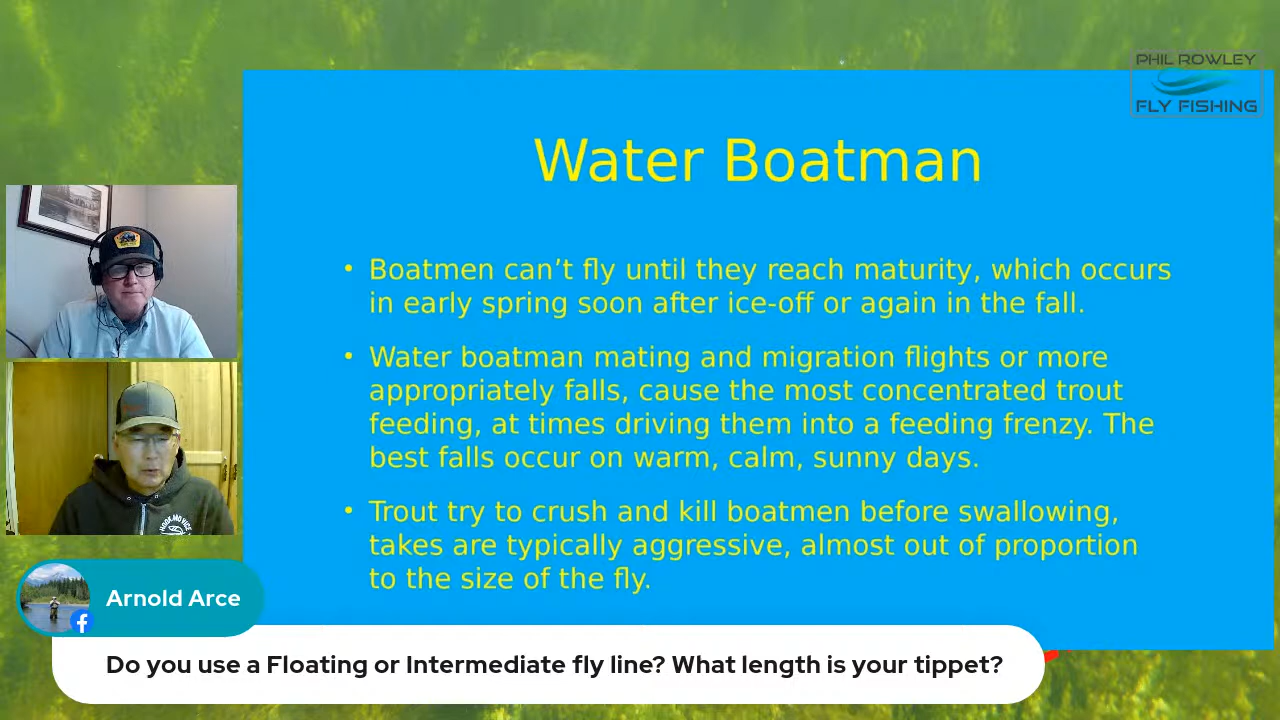 PHIL ROWLEY
FLY FISHING
Water Boatman
• Boatmen can’t fly until they reach maturity, which occurs
in early spring soon after ice-off or again in the fall.
• Water boatman mating and migration flights or more
appropriately falls, cause the most concentrated trout
feeding, at times driving them into a feeding frenzy. The
best falls occur on warm, calm, sunny days.
• Trout try to crush and kill boatmen before swallowing,
takes are typically aggressive, almost out of proportion
to the size of the fly.
Arnold Arce
Do you use a Floating or Intermediate fly line? What length is your tippet?